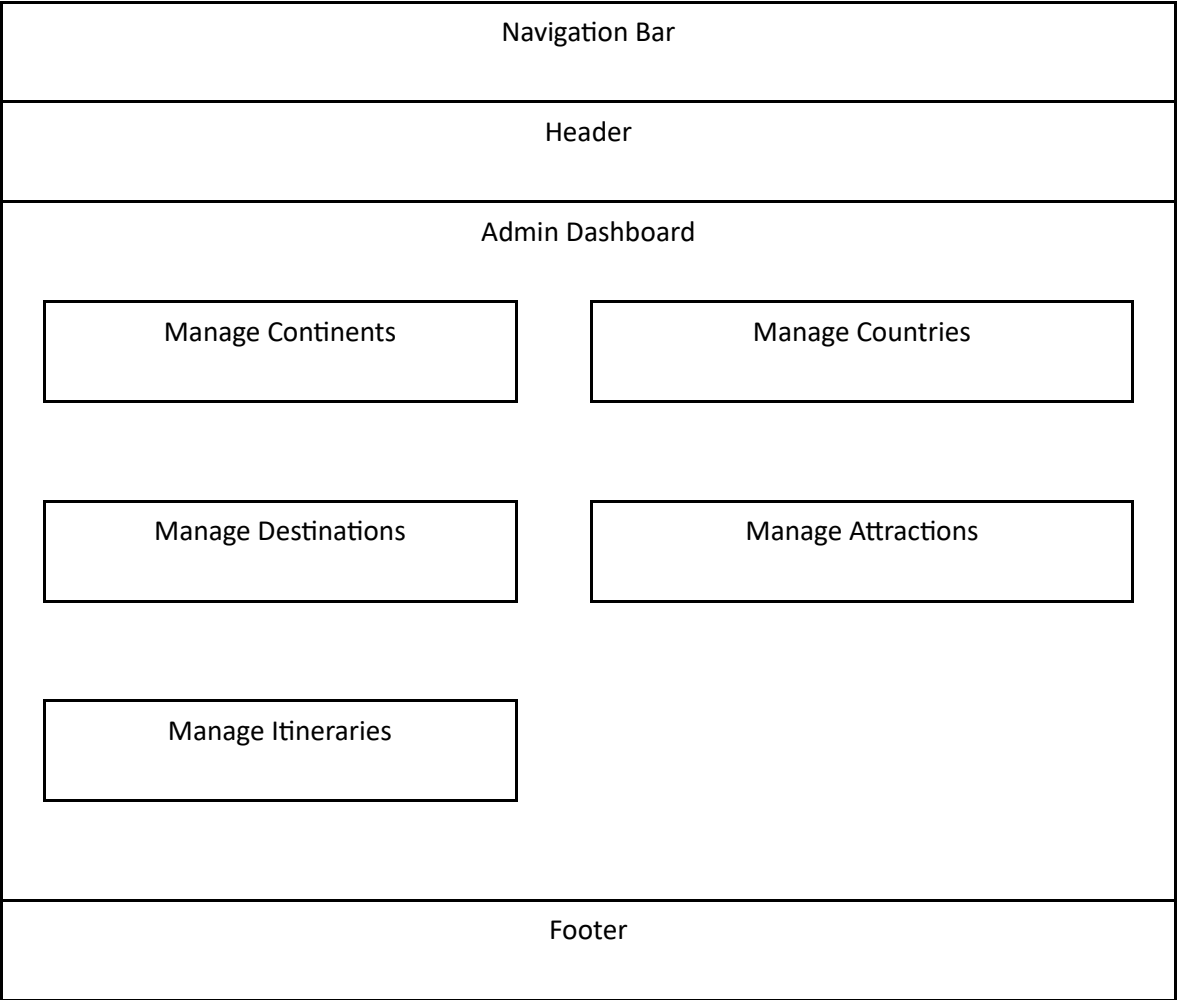 Navigation Bar
Header
Admin Dashboard
Manage Continents
Manage Countries
Manage Destinations
Manage Attractions
Manage Itineraries
Footer